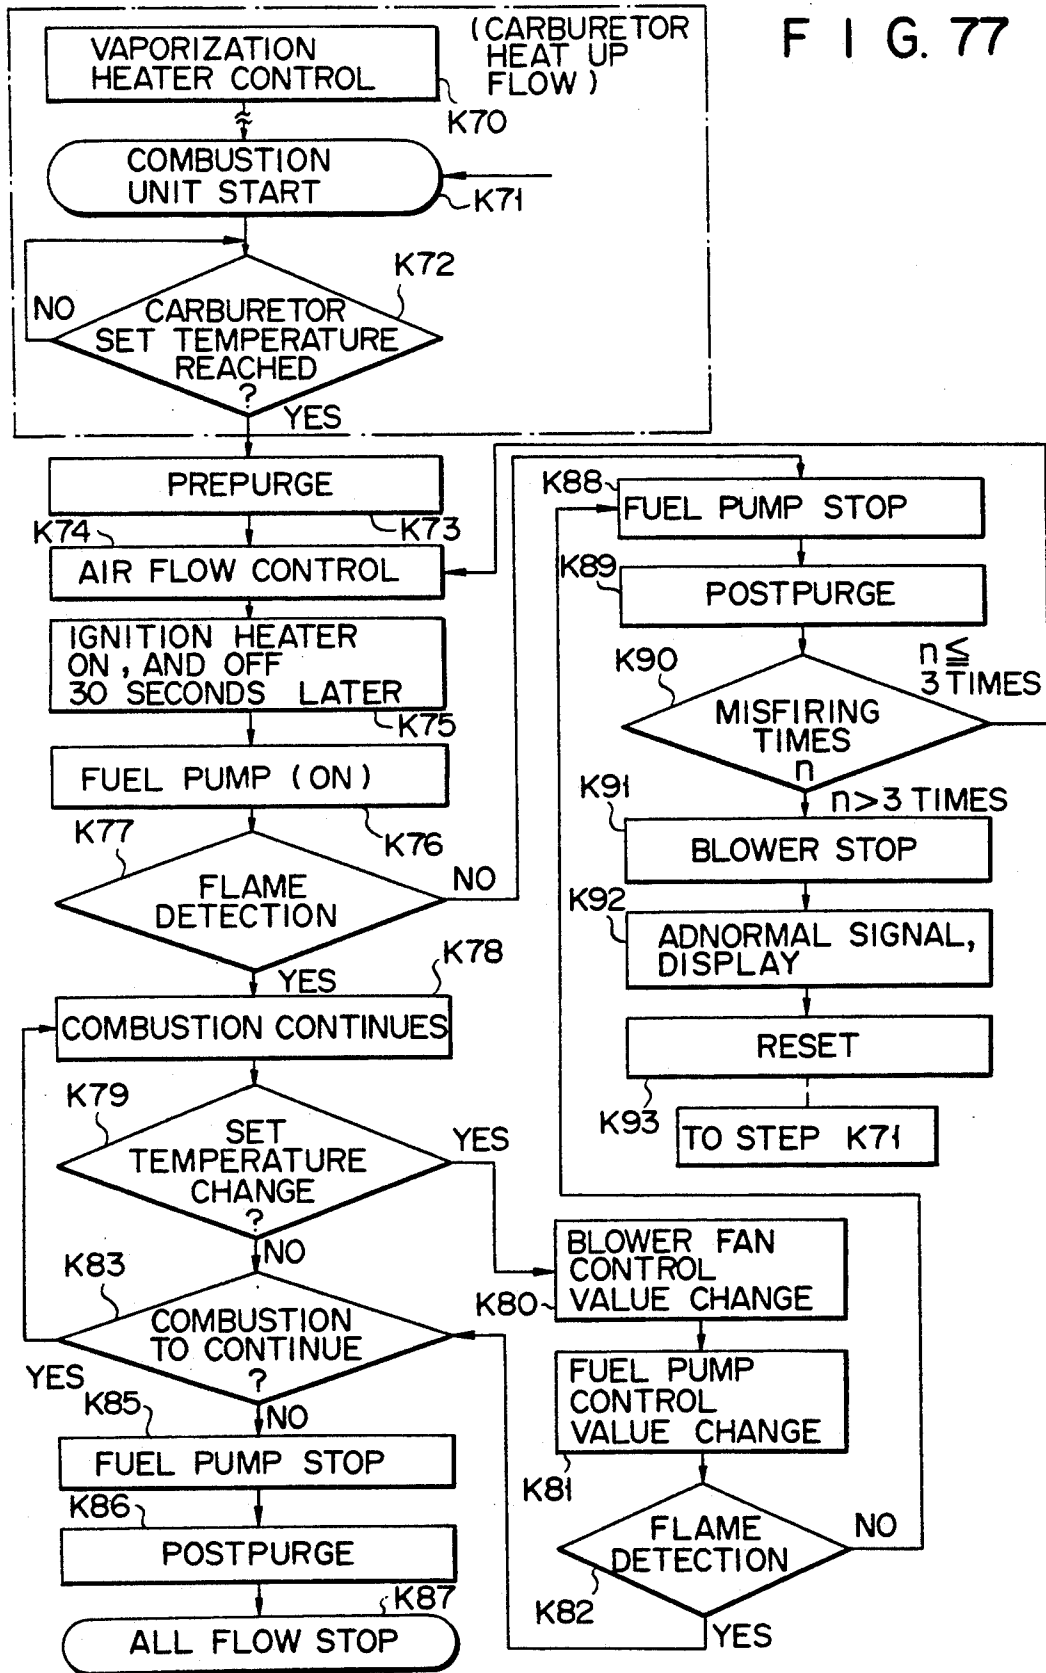 F I G. 77
(CARBURETOR
HEAT UP
FLOW)
VAPORIZATION
HEATER CONTROL
K70
COMBUSTION
UNIT START
K71
K72
NO
CARBURETOR
SET TEMPERATURE
REACHED
?
YES
PREPURGE
K73
K74
AIR FLOW CONTROL
IGNITION HEATER
ON, AND OFF
30 SECONDS LATER
K75
FUEL PUMP (ON)
K76
K77
FLAME
DETECTION
NO
YES
K78
COMBUSTION CONTINUES
K79
SET
TEMPERATURE
CHANGE
?
YES
NO
K83
COMBUSTION
TO CONTINUE
?
YES
NO
K85
FUEL PUMP STOP
K86
POSTPURGE
K87
ALL FLOW STOP
K88
FUEL PUMP STOP
K89
POSTPURGE
K90
MISFIRING
TIMES
n
n≦
3 TIMES
n>3 TIMES
K91
BLOWER STOP
K92
ADNORMAL SIGNAL,
DISPLAY
RESET
K93
TO STEP K71
BLOWER FAN
CONTROL
VALUE CHANGE
K80
FUEL PUMP
CONTROL
VALUE CHANGE
K81
FLAME
DETECTION
NO
K82
YES